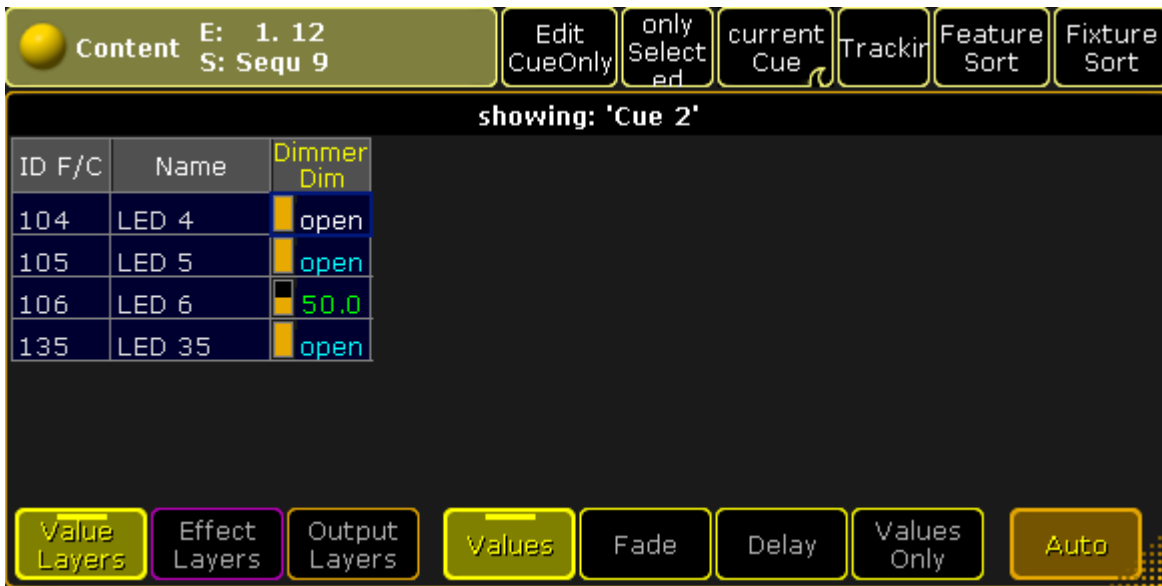 Content
E: 1. 12
S: Sequ 9
Edit
CueOnly
only
Select
ed
current
Cue
Trackin
Feature
Sort
Fixture
Sort
showing: 'Cue 2'
ID F/C Name Dimmer
Dim
104 LED 4 open
105 LED 5 open
106 LED 6 50.0
135 LED 35 open
Value
Layers
Effect
Layers
Output
Layers
Values
Fade
Delay
Values
Only
Auto